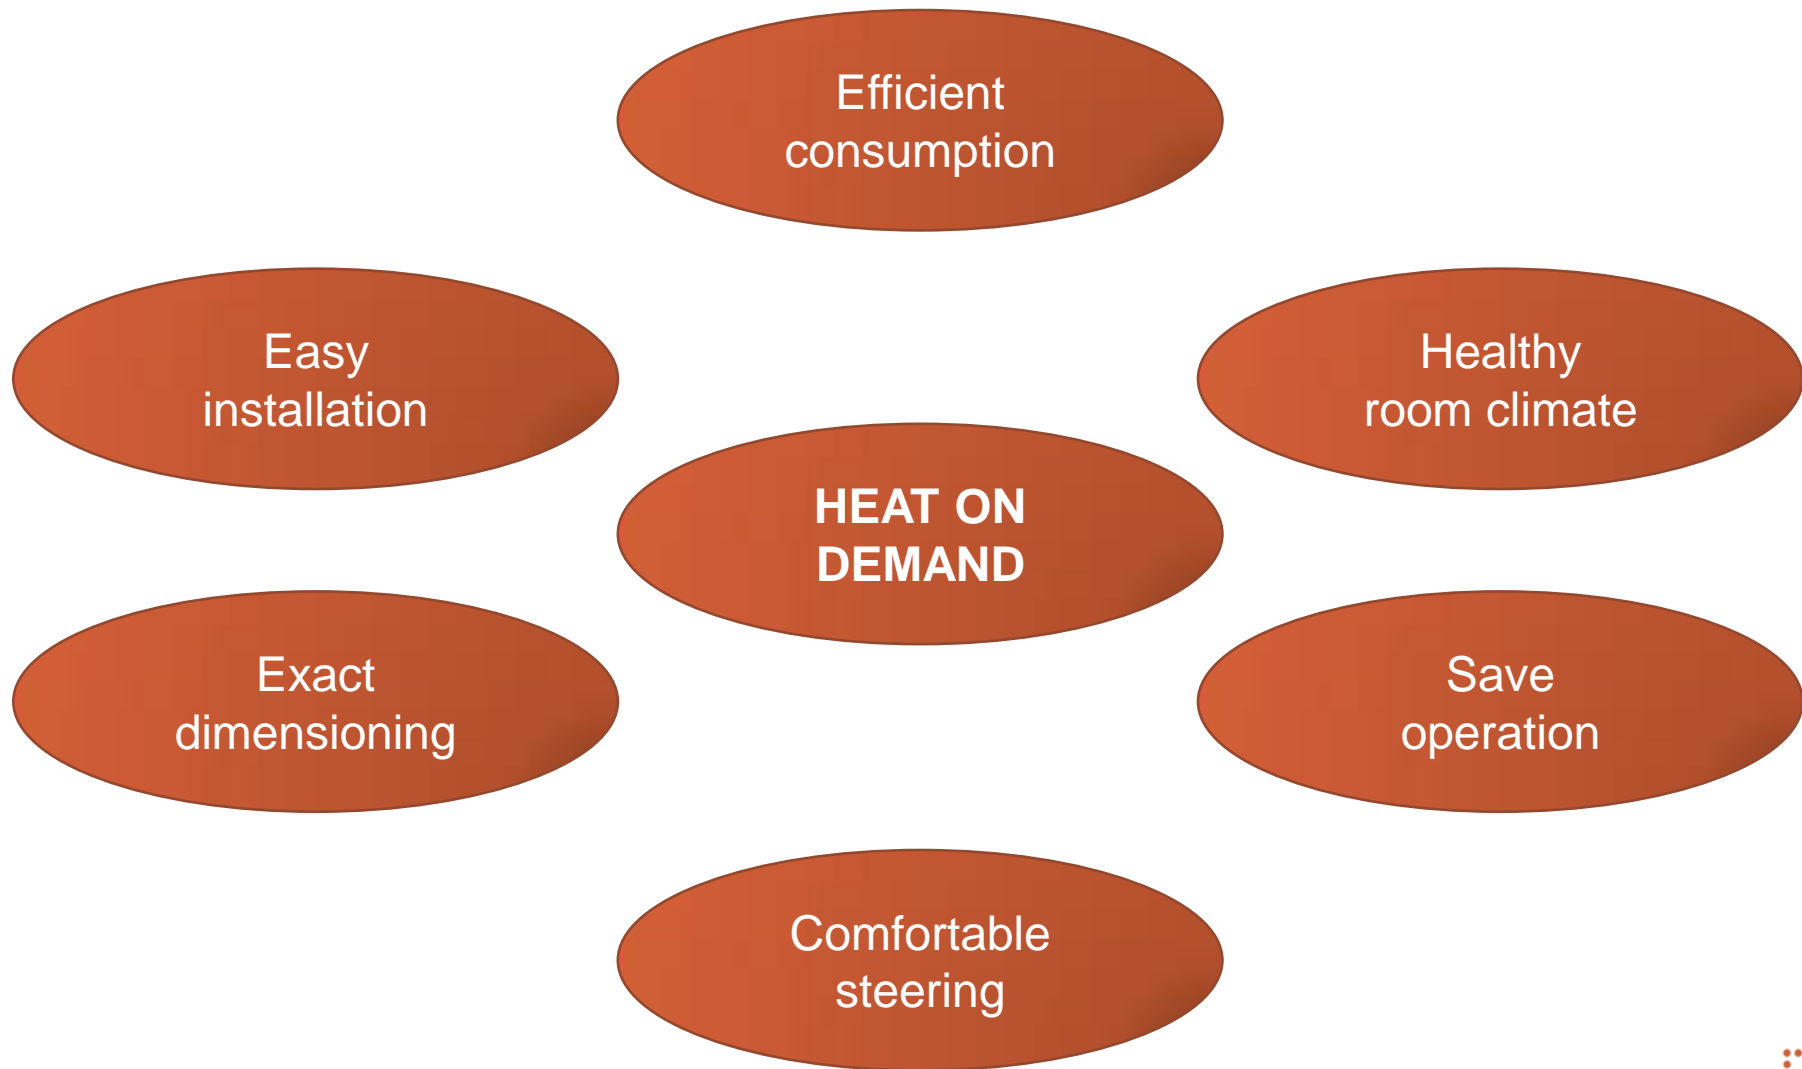 Efficient
consumption
Easy
installation
Healthy
room climate
HEAT ON
DEMAND
Exact
dimensioning
Save
operation
Comfortable
steering